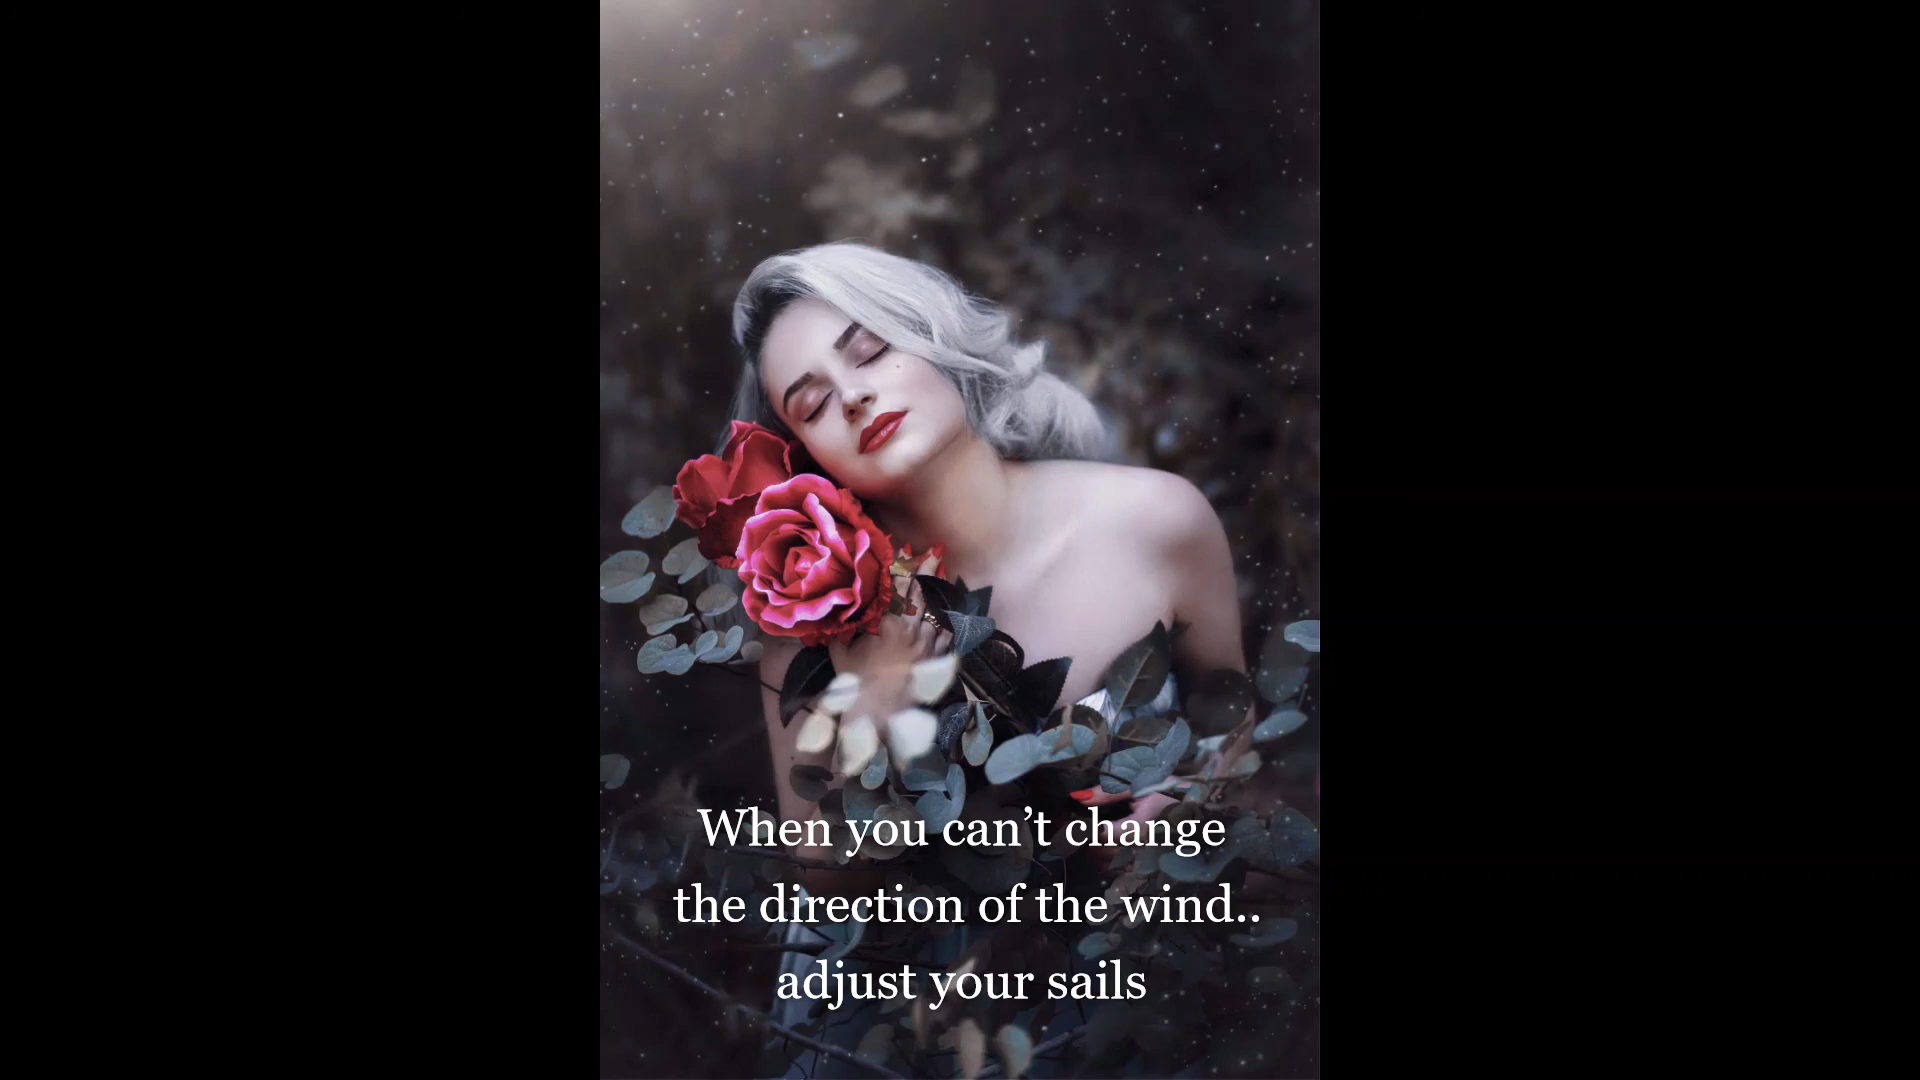 When you can’t change
the direction of the wind..
adjust your sails